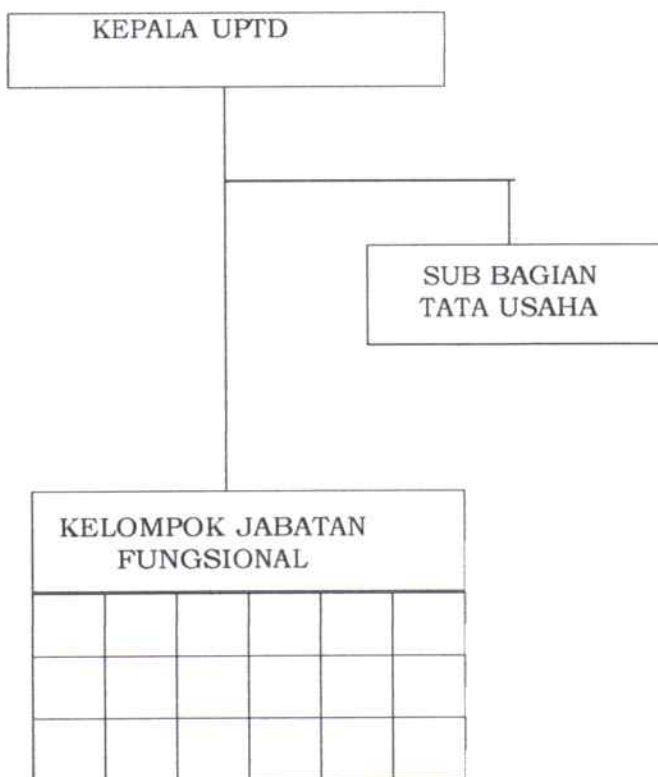 KEPALA UPTD
SUB BAGIAN
TATA USAHA
KELOMPOK JABATAN
FUNGSIONAL